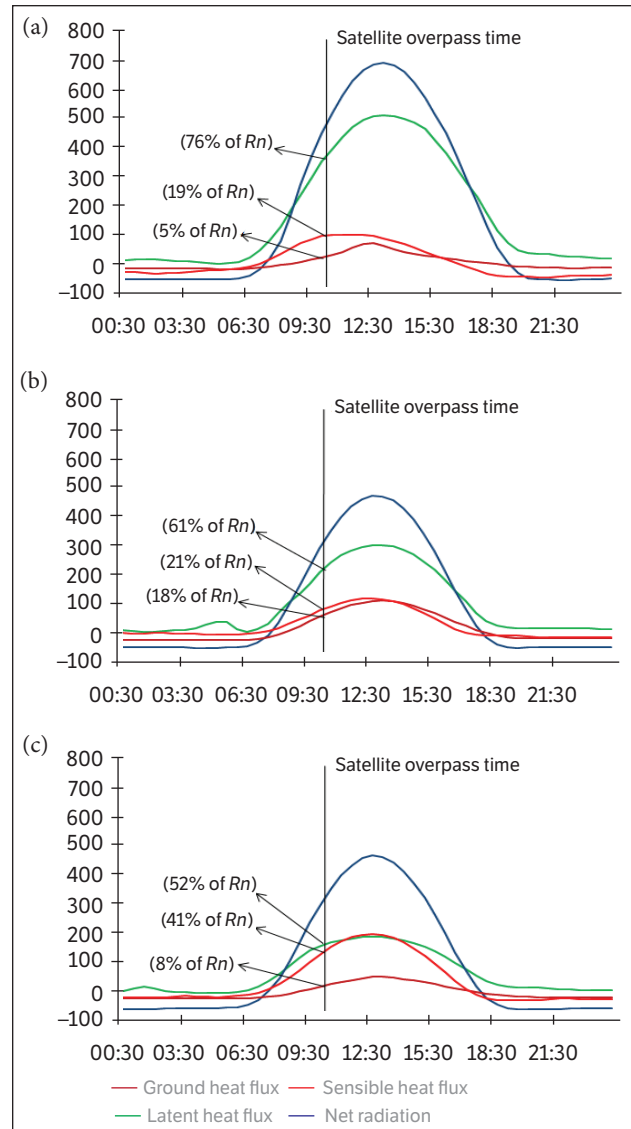 (a)
800
700
600
500
400
300
200
100
0
–100
Satellite overpass time
(76% of Rn)
(19% of Rn)
(5% of Rn)
00:30 03:30 06:30 09:30 12:30 15:30 18:30 21:30
(b)
800
700
600
500
400
300
200
100
0
–100
Satellite overpass time
(61% of Rn)
(21% of Rn)
(18% of Rn)
00:30 03:30 06:30 09:30 12:30 15:30 18:30 21:30
(c)
800
700
600
500
400
300
200
100
0
–100
Satellite overpass time
(52% of Rn)
(41% of Rn)
(8% of Rn)
00:30 03:30 06:30 09:30 12:30 15:30 18:30 21:30
Ground heat flux Sensible heat flux
Latent heat flux Net radiation